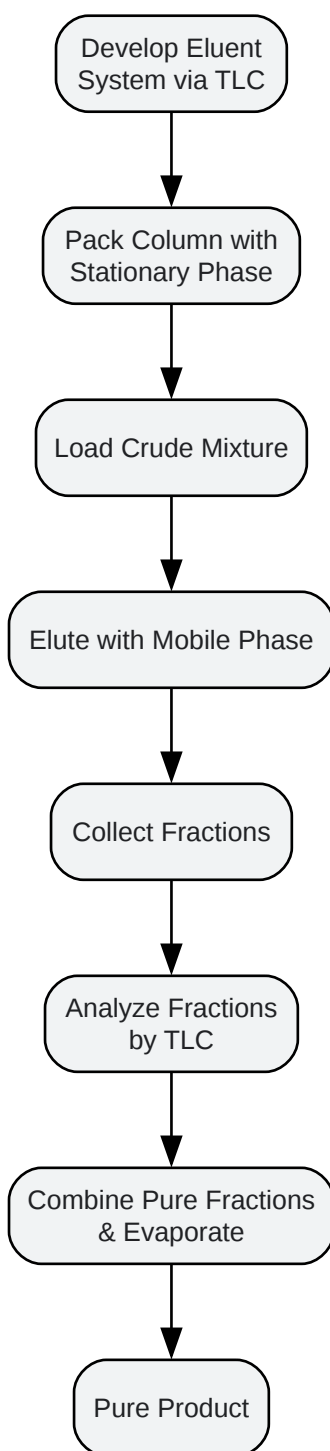 Develop Eluent
System via TLC
Pack Column with
Stationary Phase
Load Crude Mixture
Elute with Mobile Phase
Collect Fractions
Analyze Fractions
by TLC
Combine Pure Fractions
& Evaporate
Pure Product